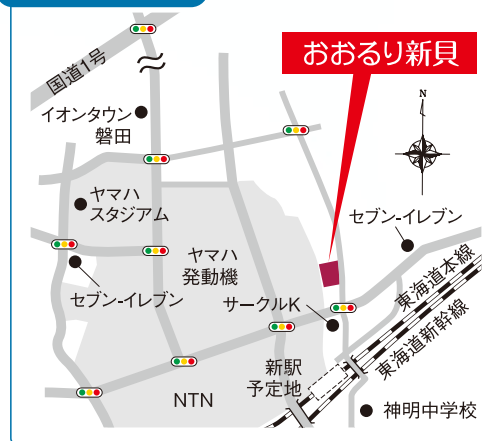 国道1号
おおるり新貝
N
イオンタウン
磐田
ヤマハ
スタジアム
セブン-イレブン
ヤマハ
発動機
セブン-イレブン
サークルK
東海道本線
東海道新幹線
新駅
予定地
NTN
神明中学校